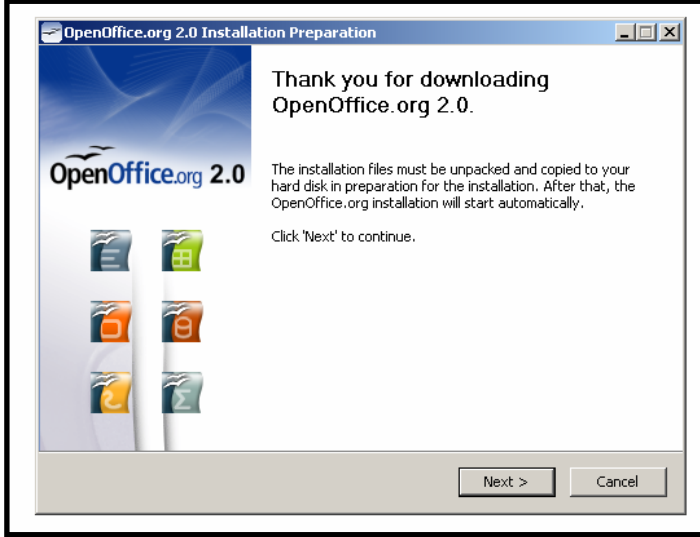 OpenOffice.org 2.0 Installation Preparation
Thank you for downloading
OpenOffice.org 2.0.
OpenOffice.org 2.0
The installation files must be unpacked and copied to your
hard disk in preparation for the installation. After that, the
OpenOffice.org installation will start automatically.
Click 'Next' to continue.
Next >
Cancel